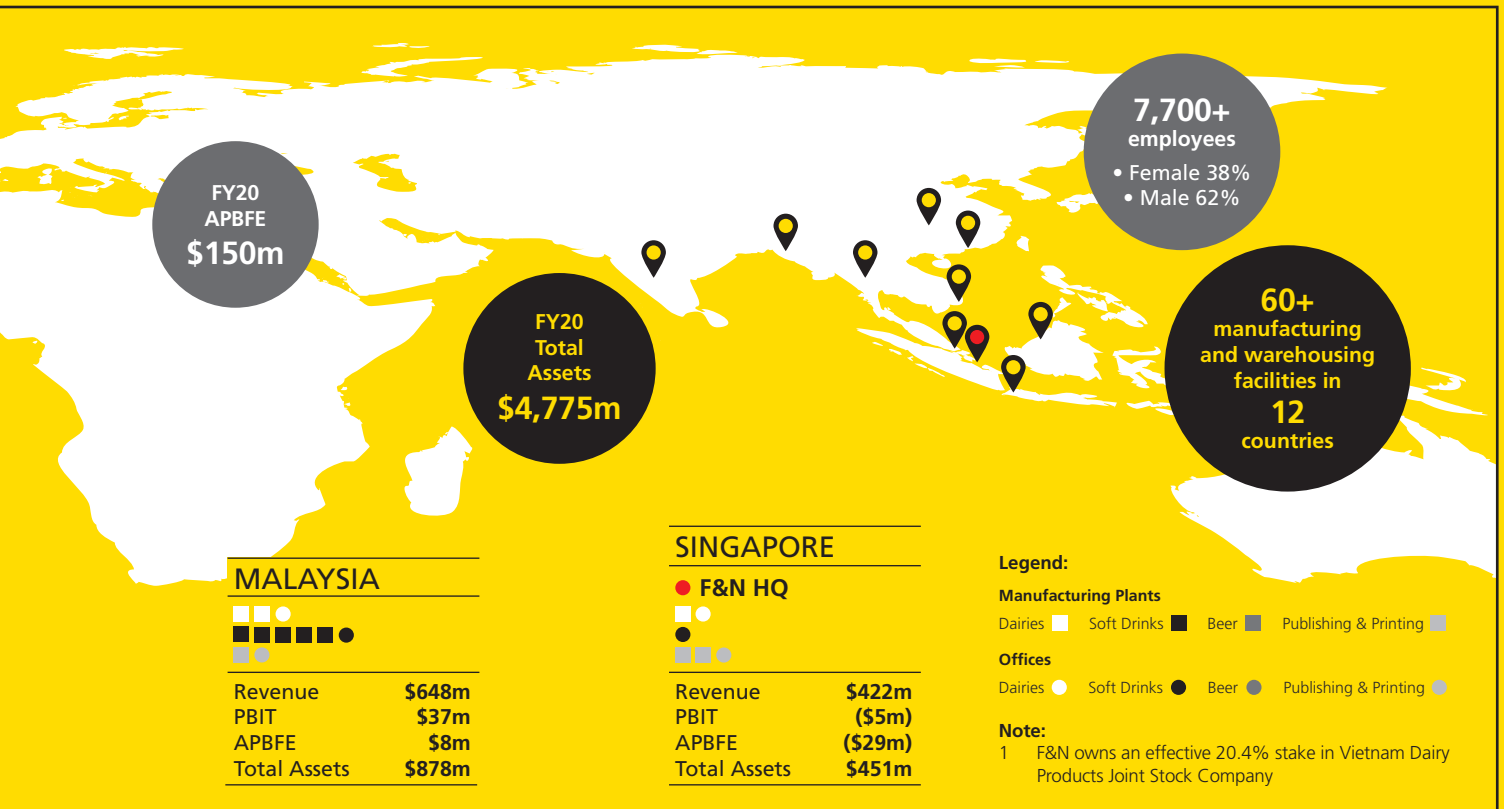 FY20
APBFE
$150m
FY20
Total
Assets
$4,775m
7,700+
employees
• Female 38%
• Male 62%
60+
manufacturing
and warehousing
facilities in
12
countries
MALAYSIA
Revenue $648m
PBIT $37m
APBFE $8m
Total Assets $878m
SINGAPORE
F&N HQ
Revenue $422m
PBIT ($5m)
APBFE ($29m)
Total Assets $451m
Legend:
Manufacturing Plants
Dairies Soft Drinks Beer Publishing & Printing
Offices
Dairies Soft Drinks Beer Publishing & Printing
Note:
1 F&N owns an effective 20.4% stake in Vietnam Dairy
Products Joint Stock Company